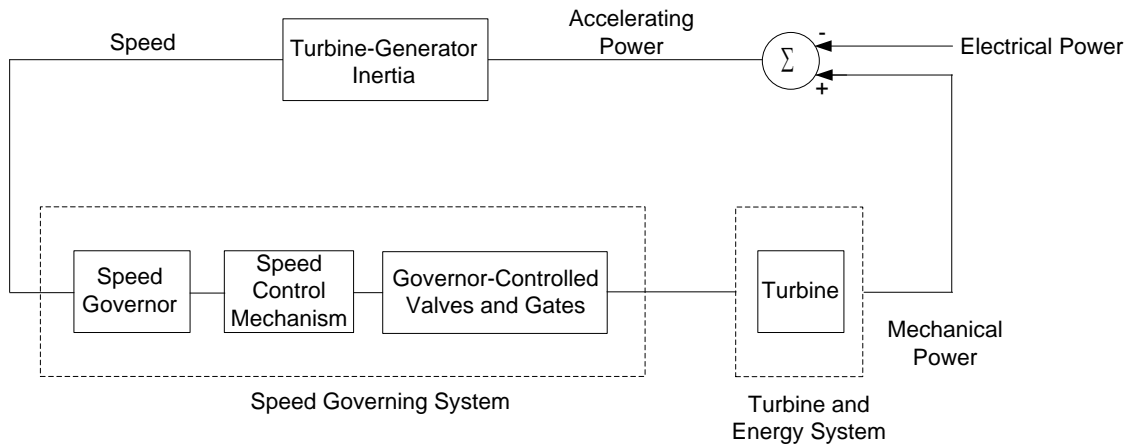 Speed
Turbine-Generator
Inertia
Accelerating
Power
Σ
-
+
Electrical Power
Speed
Governor
Speed
Control
Mechanism
Governor-Controlled
Valves and Gates
Turbine
Mechanical
Power
Speed Governing System
Turbine and
Energy System